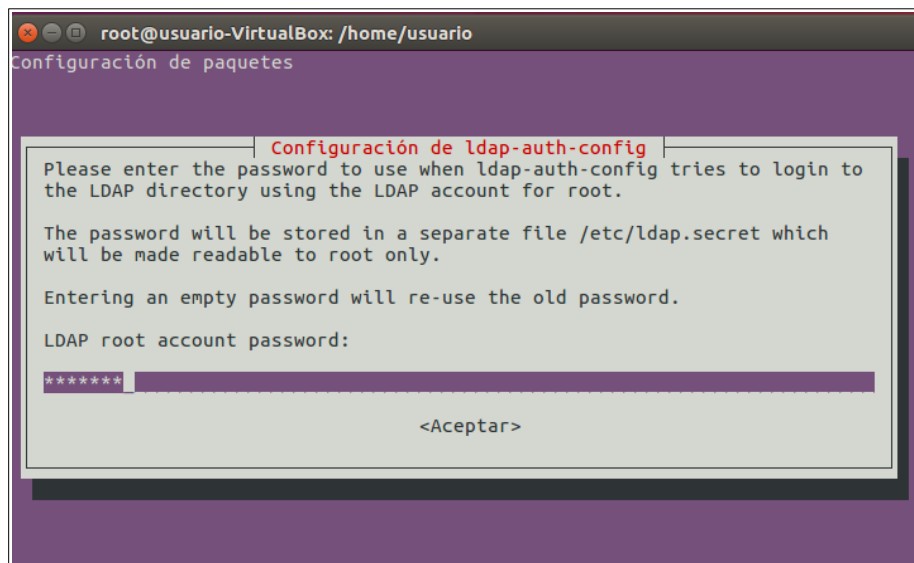 root@usuario-VirtualBox: /home/usuario
Configuración de paquetes
Configuración de ldap-auth-config
Please enter the password to use when ldap-auth-config tries to login to
the LDAP directory using the LDAP account for root.
The password will be stored in a separate file /etc/ldap.secret which
will be made readable to root only.
Entering an empty password will re-use the old password.
LDAP root account password:
*******
<Aceptar>